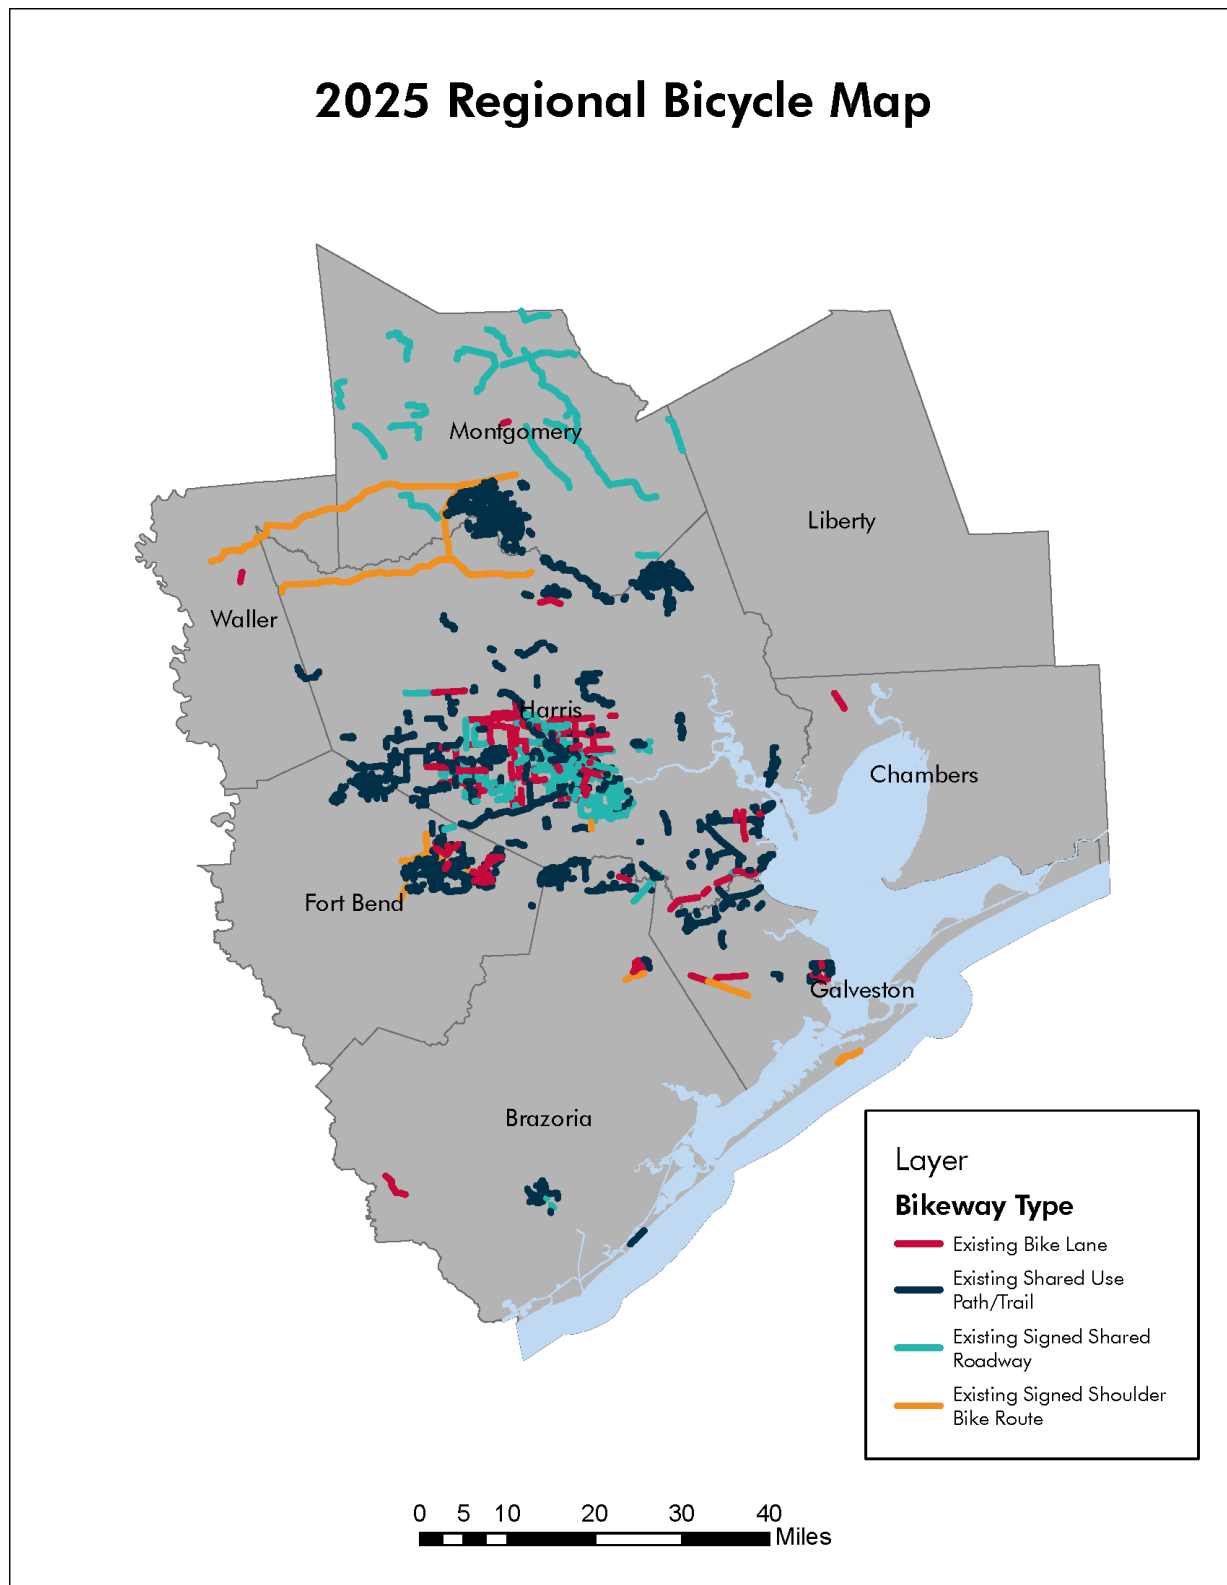 2025 Regional Bicycle Map
Montgomery
Liberty
Waller
Harris
Chambers
Fort Bend
Galveston
Brazoria
Layer
Bikeway Type
Existing Bike Lane
Existing Shared Use
Path/Trail
Existing Signed Shared
Roadway
Existing Signed Shoulder
Bike Route
0 5 10 20 30 40
Miles